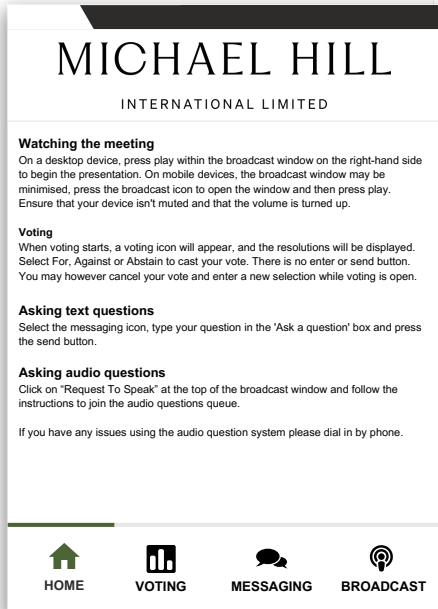 MICHAEL HILL
INTERNATIONAL LIMITED
Watching the meeting
On a desktop device, press play within the broadcast window on the right-hand side
to begin the presentation. On mobile devices, the broadcast window may be
minimised, press the broadcast icon to open the window and then press play.
Ensure that your device isn't muted and that the volume is turned up.
Voting
When voting starts, a voting icon will appear, and the resolutions will be displayed.
Select For, Against or Abstain to cast your vote. There is no enter or send button.
You may however cancel your vote and enter a new selection while voting is open.
Asking text questions
Select the messaging icon, type your question in the 'Ask a question' box and press
the send button.
Asking audio questions
Click on “Request To Speak” at the top of the broadcast window and follow the
instructions to join the audio questions queue.
If you have any issues using the audio question system please dial in by phone.
HOME VOTING MESSAGING BROADCAST